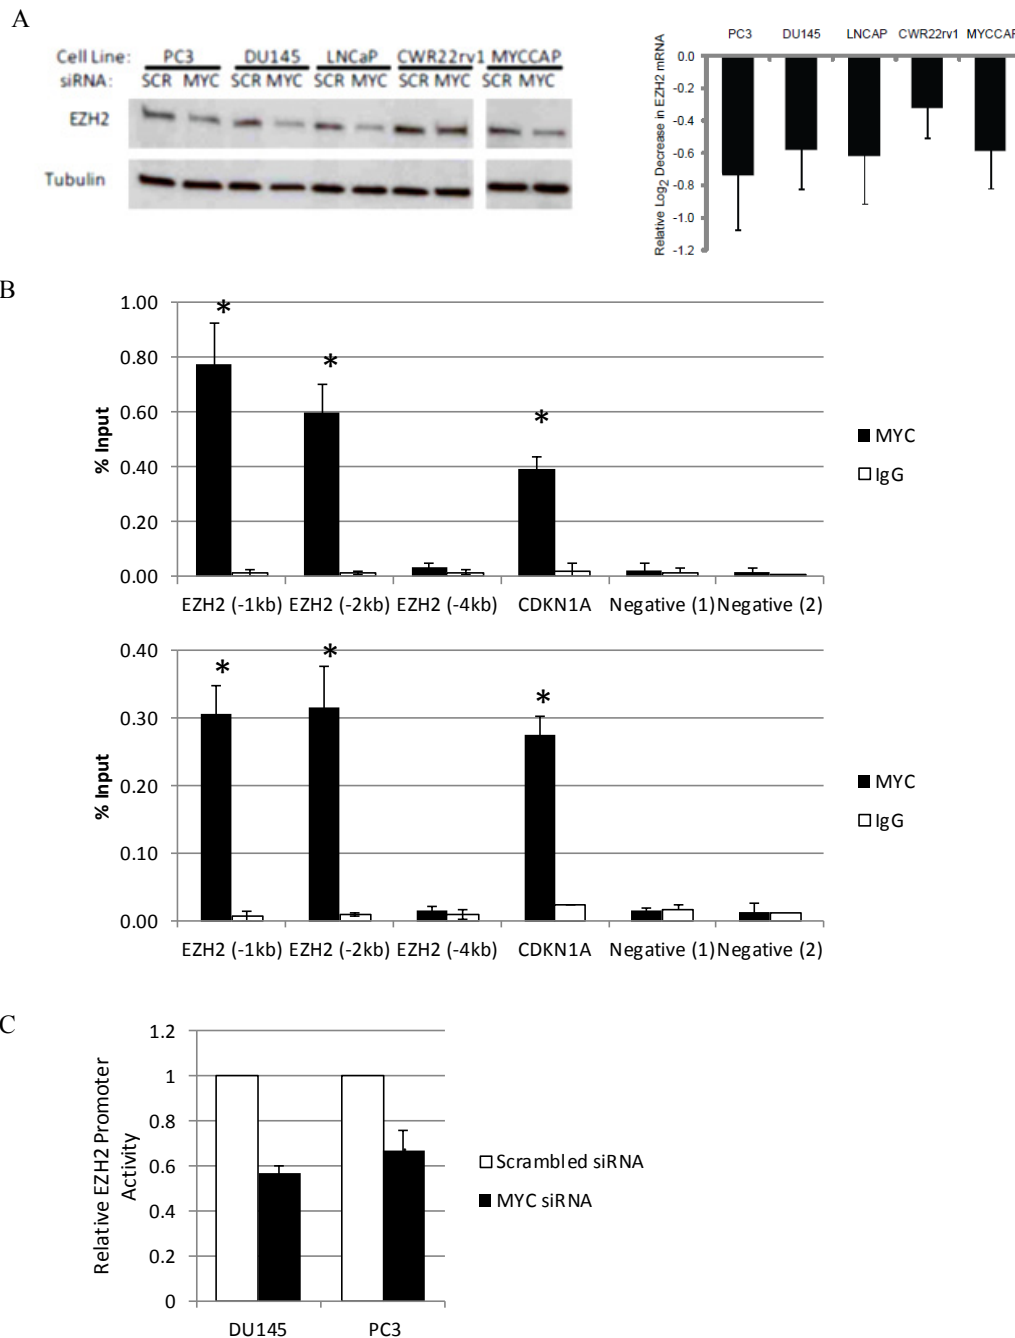 A
Cell Line: PC3 DU145 LNCaP CWR22rv1 MYCCAP
siRNA: SCR MYC SCR MYC SCR MYC SCR MYC SCR MYC
EZH2
Tubulin
PC3 DU145 LNCAP CWR22rv1 MYCCAP
Relative Log2 Decrease in EZH2 mRNA
0.0
-0.2
-0.4
-0.6
-0.8
-1.0
-1.2
B
1.00
0.80
0.60
0.40
0.20
0.00
% Input
* * *
MYC
IgG
EZH2 (-1kb) EZH2 (-2kb) EZH2 (-4kb) CDKN1A Negative (1) Negative (2)
0.40
0.30
0.20
0.10
0.00
% Input
* * *
MYC
IgG
EZH2 (-1kb) EZH2 (-2kb) EZH2 (-4kb) CDKN1A Negative (1) Negative (2)
C
1.2
1
0.8
0.6
0.4
0.2
0
Relative EZH2 Promoter
Activity
Scrambled siRNA
MYC siRNA
DU145 PC3